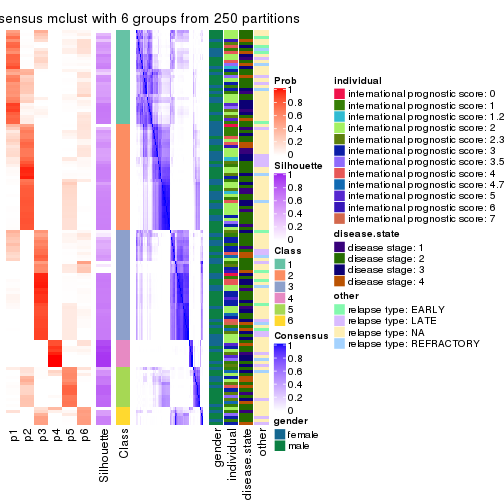 sensus mclust with 6 groups from 250 partitions
Prob
1
0.8
0.6
0.4
0.2
0
Silhouette
1
0.8
0.6
0.4
0.2
0
Class
1
2
3
4
5
6
Consensus
1
0.8
0.6
0.4
0.2
0
gender
female
male
individual
international prognostic score: 0
international prognostic score: 1
international prognostic score: 1.2
international prognostic score: 2
international prognostic score: 2.3
international prognostic score: 3
international prognostic score: 3.5
international prognostic score: 4
international prognostic score: 4.7
international prognostic score: 5
international prognostic score: 6
international prognostic score: 7
disease.state
disease stage: 1
disease stage: 2
disease stage: 3
disease stage: 4
other
relapse type: EARLY
relapse type: LATE
relapse type: NA
relapse type: REFRACTORY
p1
p2
p3
p4
p5
p6
Silhouette
Class
gender
individual
disease.state
other